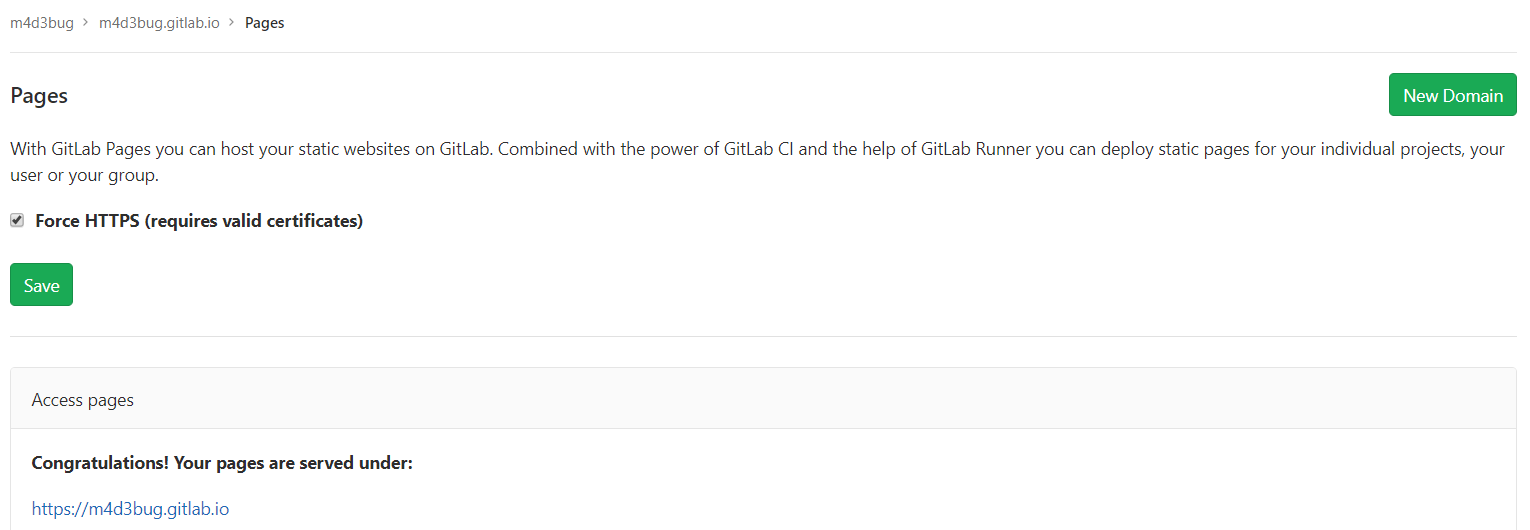 m4d3bug > m4d3bug.gitlab.io > Pages
Pages
New Domain
With GitLab Pages you can host your static websites on GitLab. Combined with the power of GitLab CI and the help of GitLab Runner you can deploy static pages for your individual projects, your
user or your group.
Force HTTPS (requires valid certificates)
Save
Access pages
Congratulations! Your pages are served under:
https://m4d3bug.gitlab.io